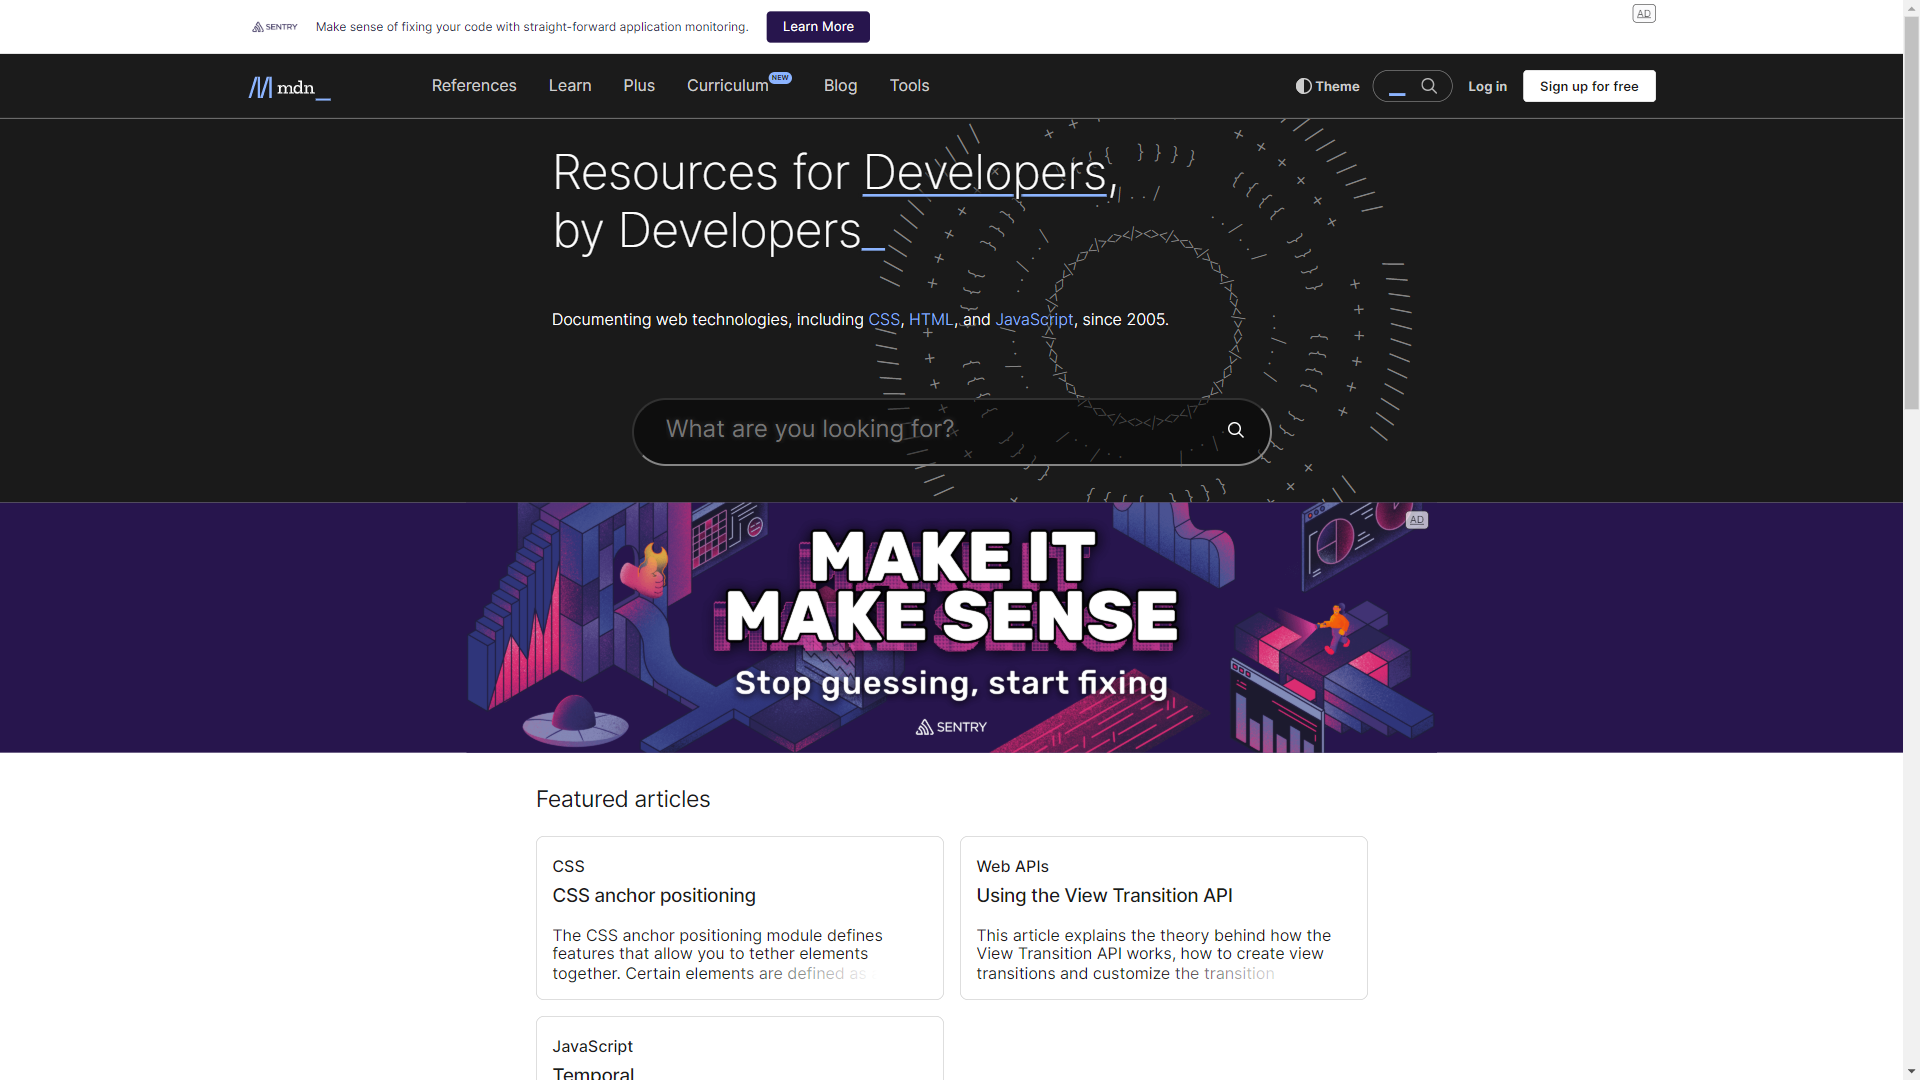 SENTRY
Make sense of fixing your code with straight-forward application monitoring.
Learn More
AD
mdn_
References
Learn
Plus
Curriculum NEW
Blog
Tools
Theme
Log in
Sign up for free
Resources for Developers,
by Developers_
Documenting web technologies, including CSS, HTML, and JavaScript, since 2005.
What are you looking for?
AD
MAKE IT
MAKE SENSE
Stop guessing, start fixing
SENTRY
Featured articles
CSS
CSS anchor positioning
The CSS anchor positioning module defines
features that allow you to tether elements
together. Certain elements are defined as
Web APIs
Using the View Transition API
This article explains the theory behind how the
View Transition API works, how to create view
transitions and customize the transition
JavaScript
Temporal